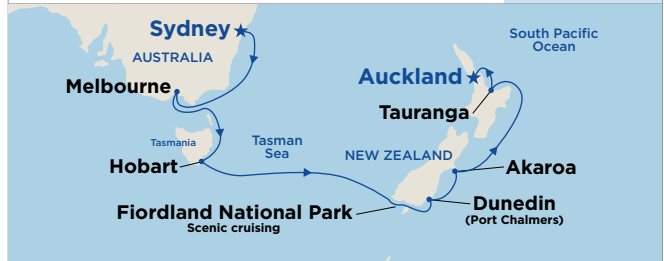 Sydney
AUSTRALIA
Melbourne
Tasmania
Hobart
Tasman
Sea
South Pacific
Ocean
Auckland
Tauranga
NEW ZEALAND
Akaroa
Fiordland National Park
Scenic cruising
Dunedin
(Port Chalmers)